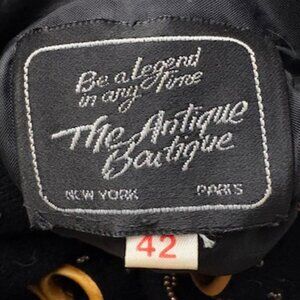 Be a legend
in any Time
The Antique
Boutique
NEW YORK PARIS
42